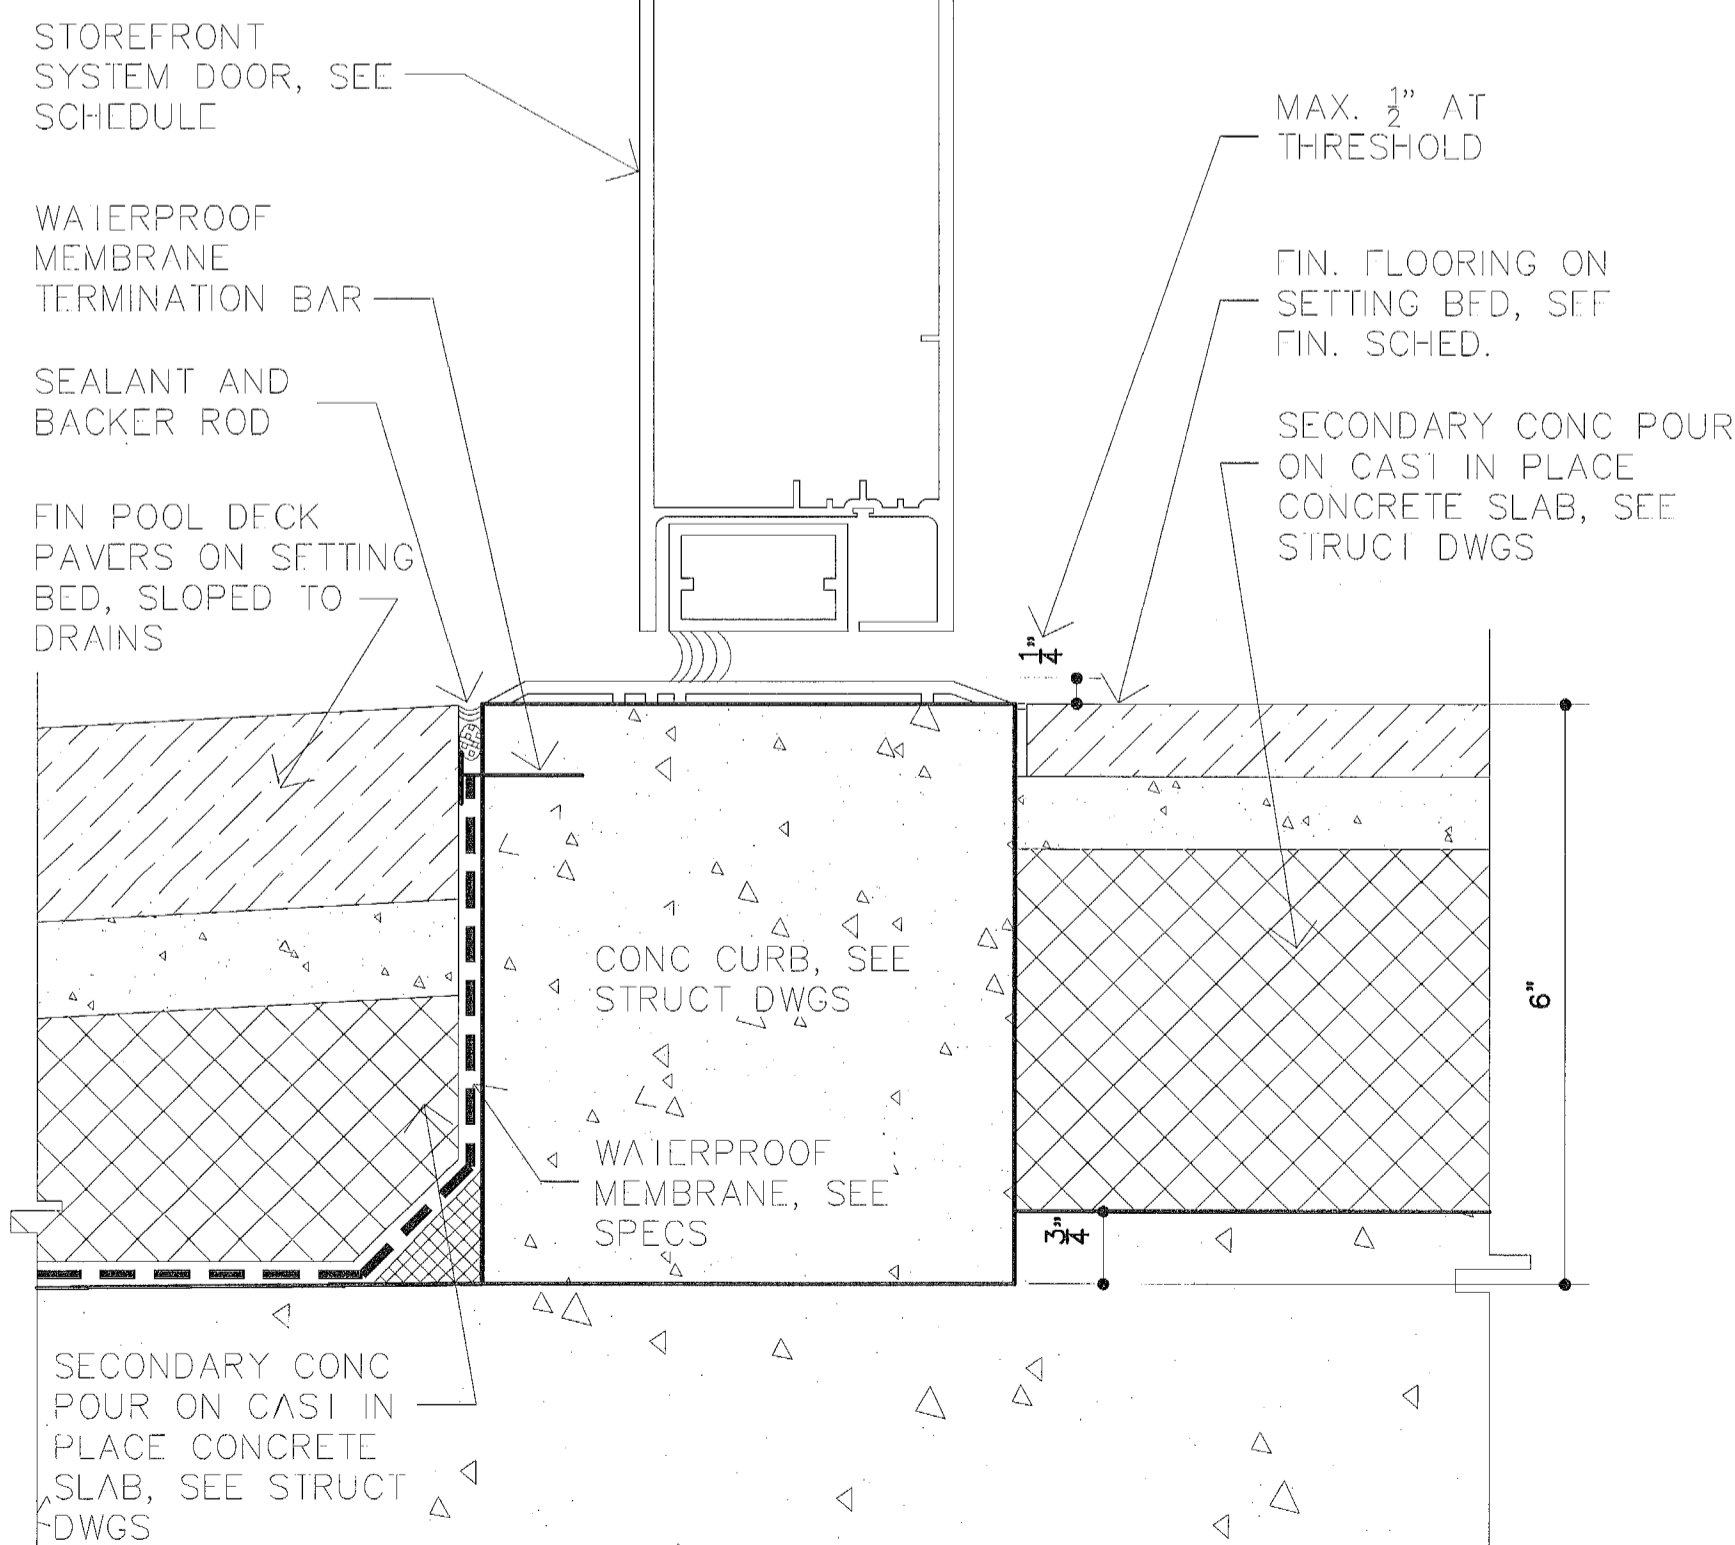 STOREFRONT
SYSTEM DOOR, SEE
SCHEDULE
WATERPROOF
MEMBRANE
TERMINATION BAR
SEALANT AND
BACKER ROD
FIN POOL DECK
PAVERS ON SETTING
BED, SLOPED TO
DRAINS
MAX. 1/2" AT
THRESHOLD
FIN. FLOORING ON
SETTING BED, SEE
FIN. SCHED.
SECONDARY CONC POUR
ON CAST IN PLACE
CONCRETE SLAB, SEE
STRUCT DWGS
1/4"
CONC CURB, SEE
STRUCT DWGS
6"
WATERPROOF
MEMBRANE, SEE
SPECS
3/4"
SECONDARY CONC
POUR ON CAST IN
PLACE CONCRETE
SLAB, SEE STRUCT
DWGS